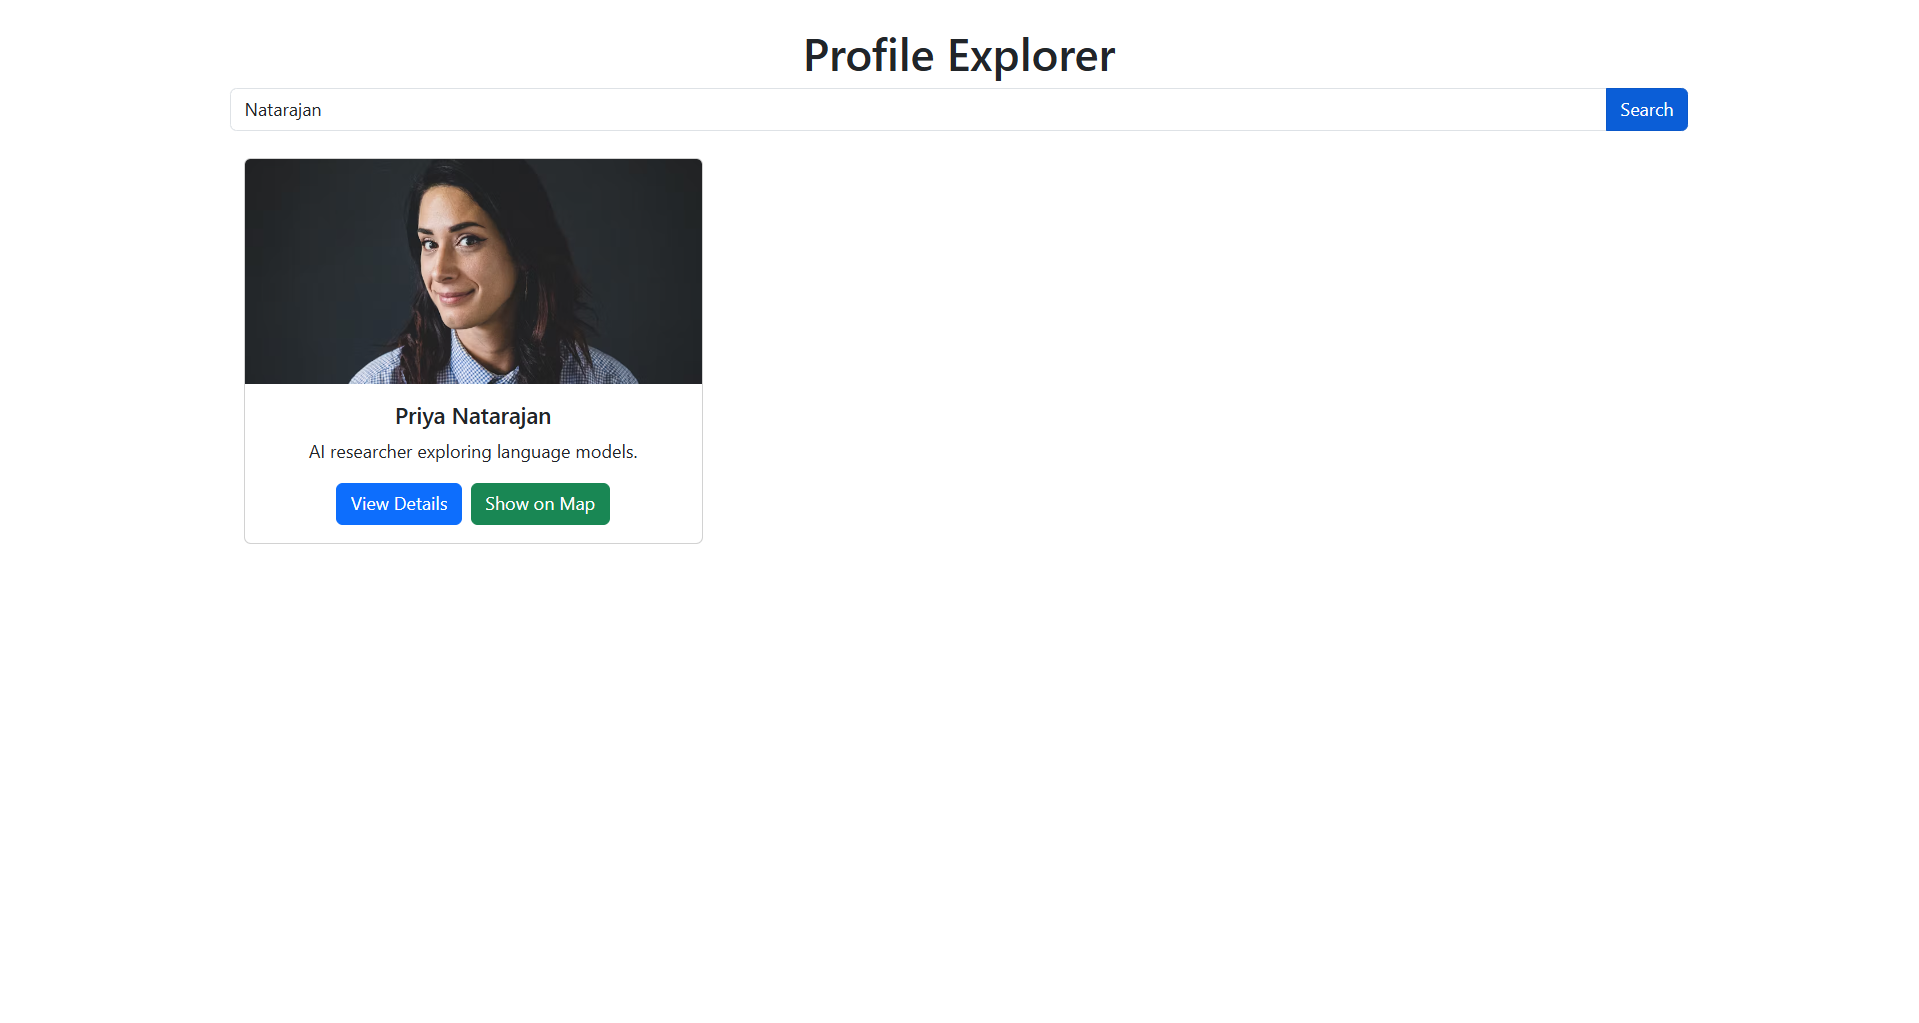 Profile Explorer
Natarajan
Search
Priya Natarajan
AI researcher exploring language models.
View Details
Show on Map